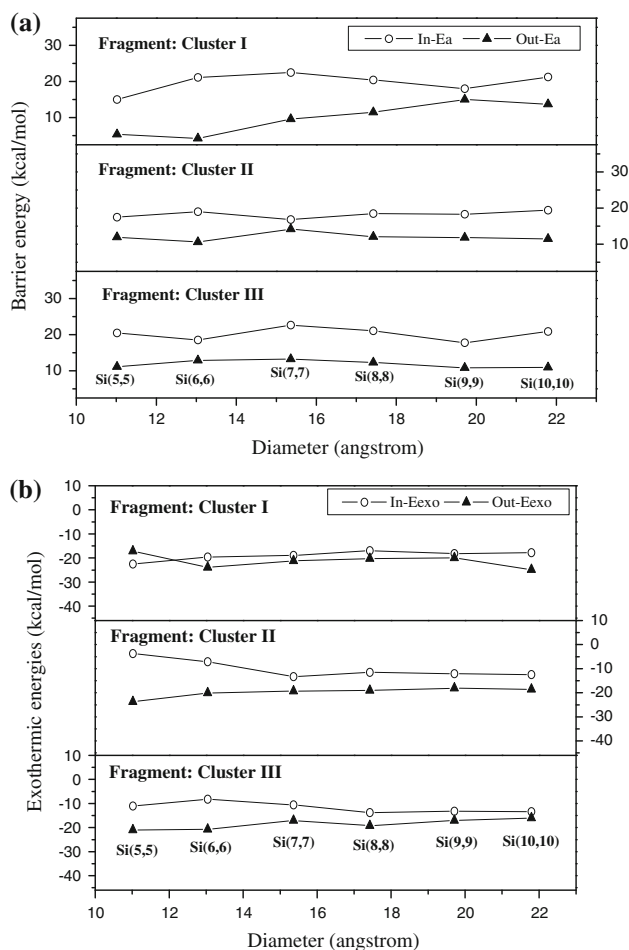 (a)
Fragment: Cluster I
In-Ea Out-Ea
30
20
10
Fragment: Cluster II
30
20
10
Fragment: Cluster III
30
20
10
Si(5,5) Si(6,6) Si(7,7) Si(8,8) Si(9,9) Si(10,10)
10 12 14 16 18 20 22
Barrier energy (kcal/mol)
Diameter (angstrom)
(b)
Fragment: Cluster I
In-Eexo Out-Eexo
10
0
-10
-20
-30
-40
Fragment: Cluster II
10
0
-10
-20
-30
-40
Fragment: Cluster III
10
0
-10
-20
-30
-40
Si(5,5) Si(6,6) Si(7,7) Si(8,8) Si(9,9) Si(10,10)
10 12 14 16 18 20 22
Exothermic energies (kcal/mol)
Diameter (angstrom)